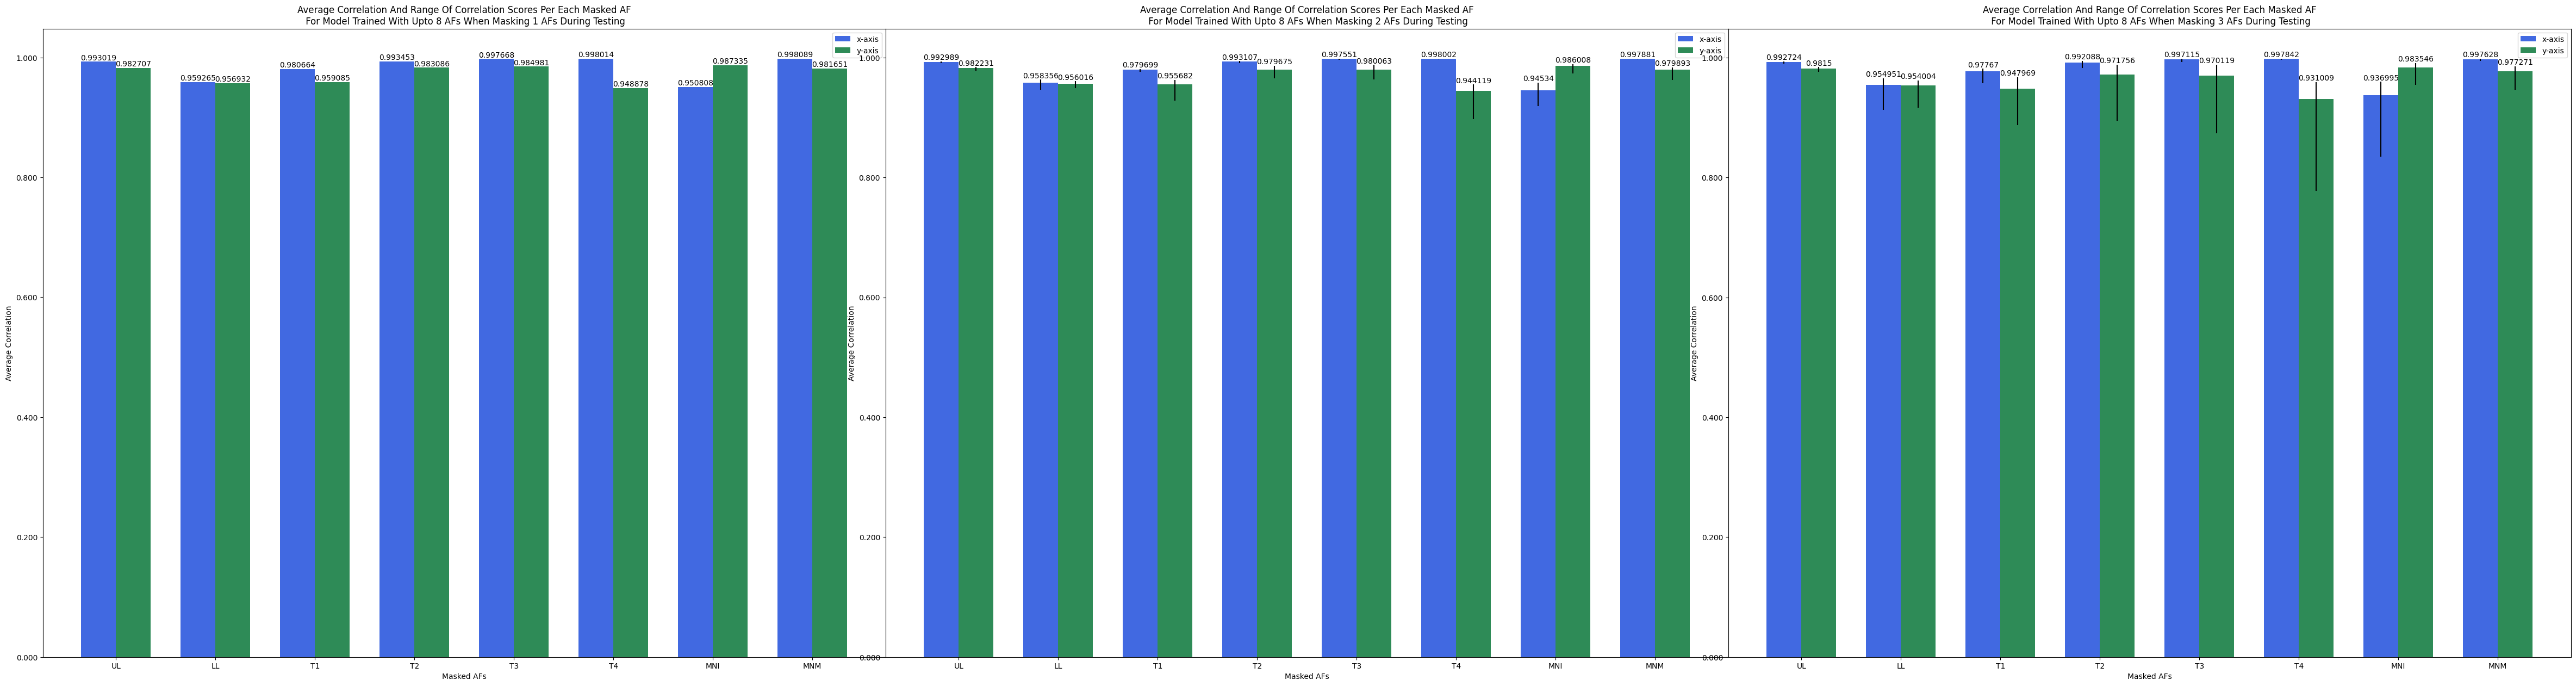 Average Correlation And Range Of Correlation Scores Per Each Masked AF
For Model Trained With Upto 8 AFs When Masking 1 AFs During Testing
x-axis
y-axis
0.993019 0.982707 0.959265 0.956932 0.980664 0.959085 0.993453 0.983086 0.997668 0.984981 0.998014 0.948878 0.950808 0.987335 0.998089 0.981651
1.000
0.800
0.600
0.400
0.200
0.000
Average Correlation
UL LL T1 T2 T3 T4 MNI MNM
Masked AFs
Average Correlation And Range Of Correlation Scores Per Each Masked AF
For Model Trained With Upto 8 AFs When Masking 2 AFs During Testing
x-axis
y-axis
0.992989 0.982231 0.958356 0.956016 0.979699 0.955682 0.993107 0.979675 0.997551 0.980063 0.998002 0.944119 0.94534 0.986008 0.997881 0.979893
1.000
0.800
0.600
0.400
0.200
0.000
Average Correlation
UL LL T1 T2 T3 T4 MNI MNM
Masked AFs
Average Correlation And Range Of Correlation Scores Per Each Masked AF
For Model Trained With Upto 8 AFs When Masking 3 AFs During Testing
x-axis
y-axis
0.992724 0.9815 0.954951 0.954004 0.97767 0.947969 0.992088 0.971756 0.997115 0.970119 0.997842 0.931009 0.936995 0.983546 0.997628 0.977271
1.000
0.800
0.600
0.400
0.200
0.000
Average Correlation
UL LL T1 T2 T3 T4 MNI MNM
Masked AFs